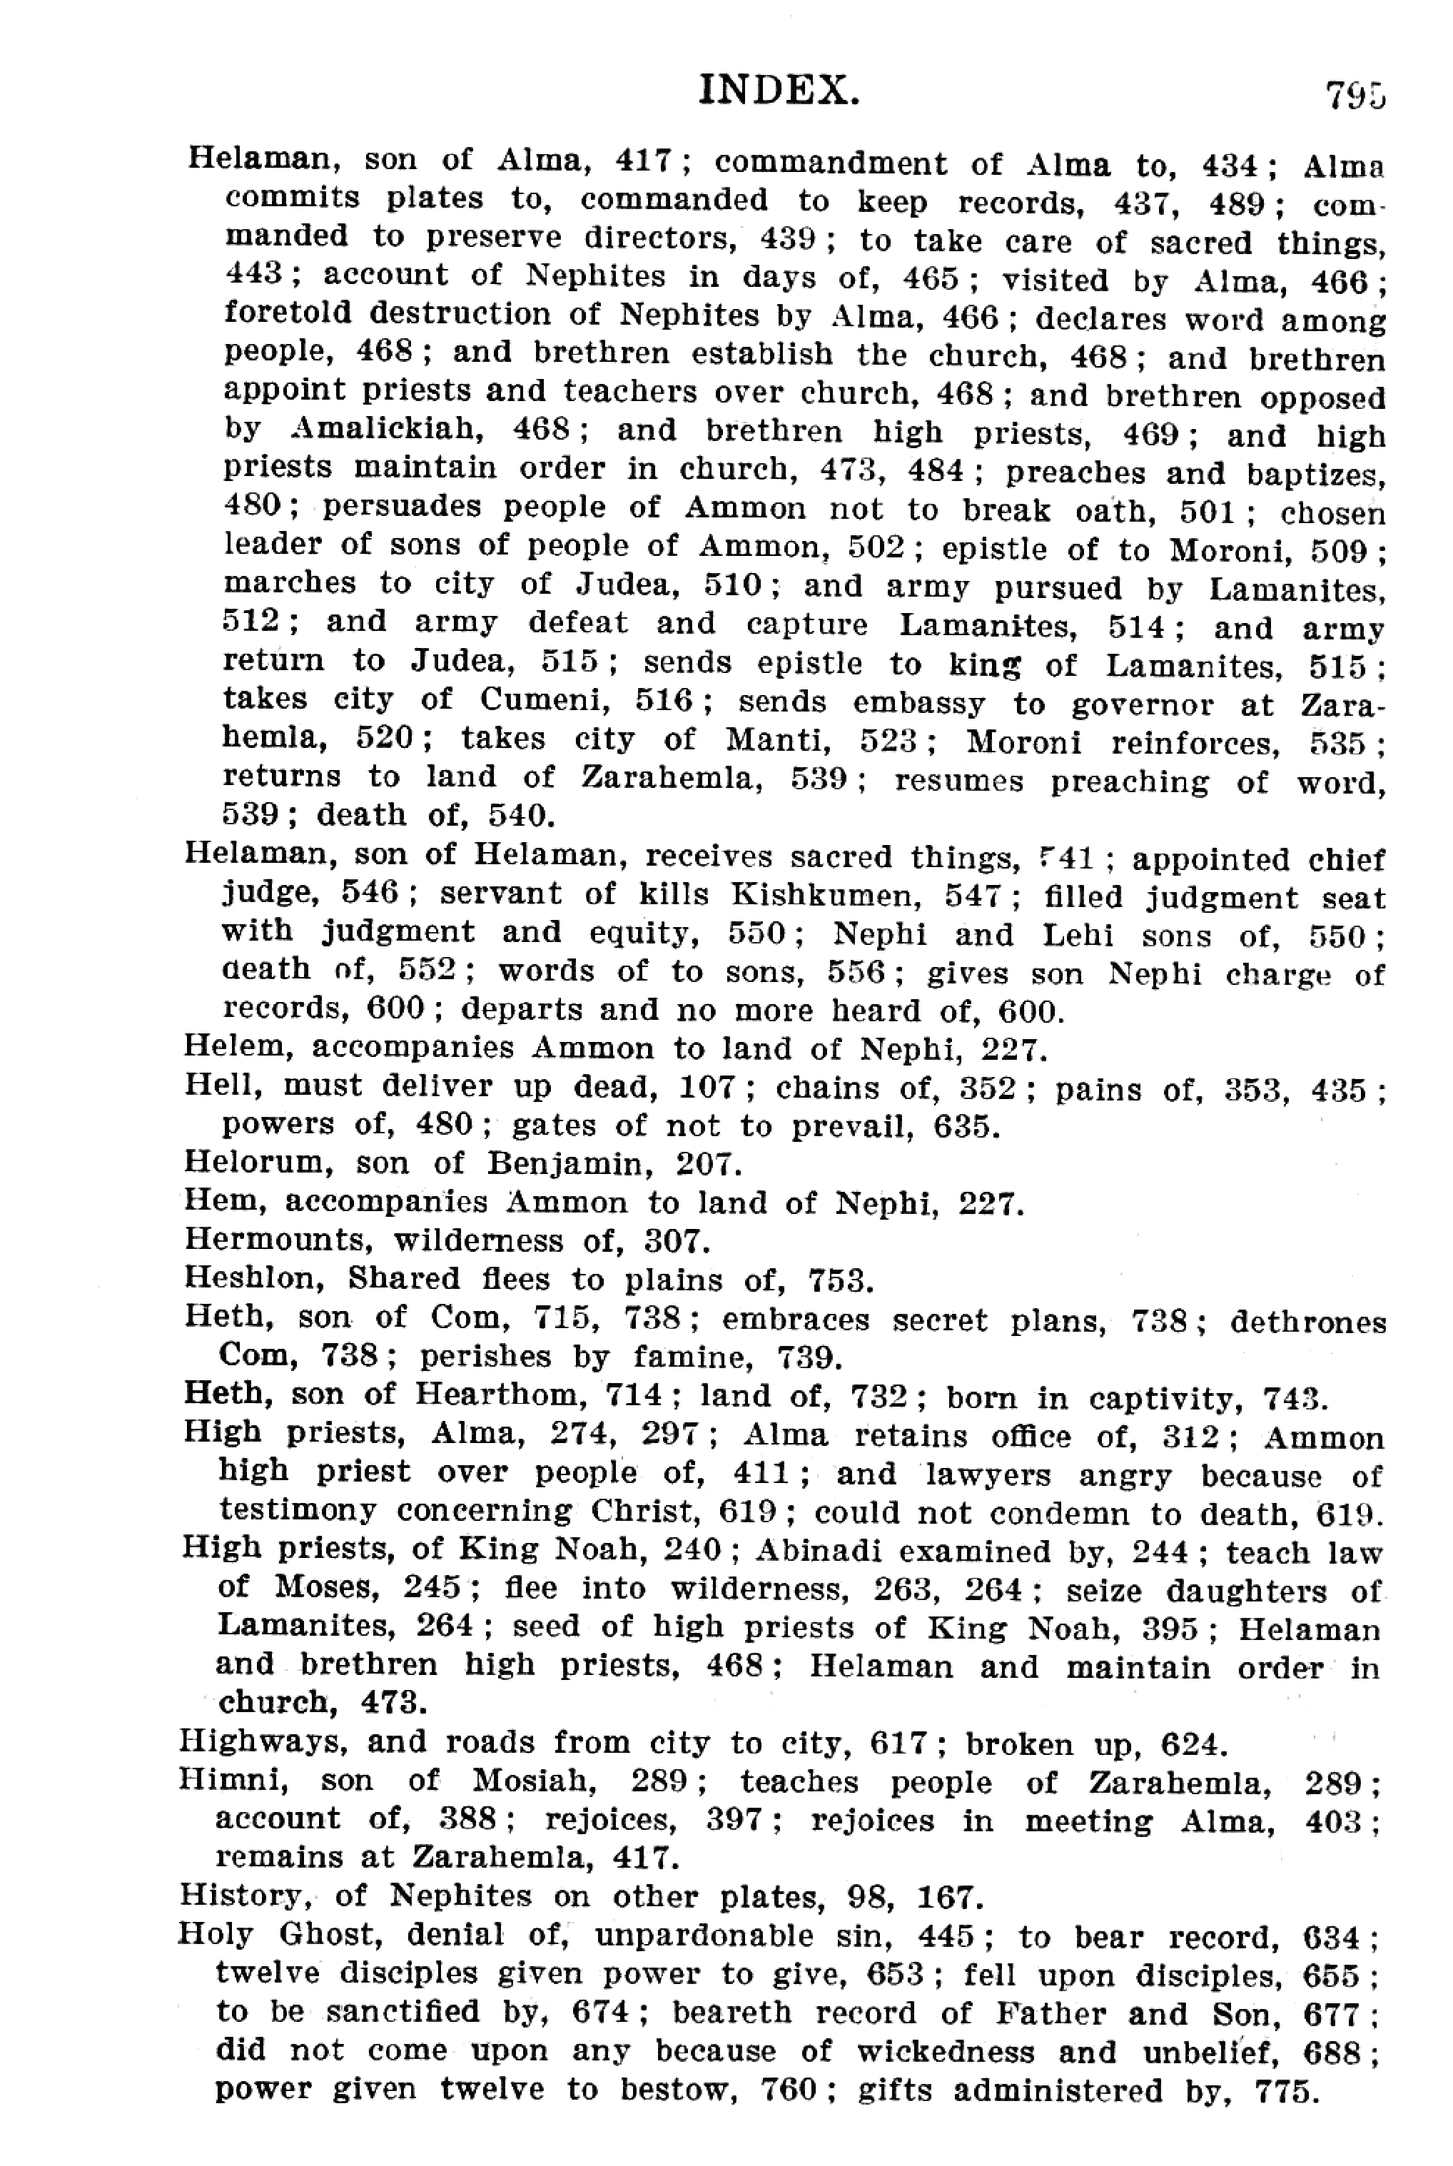 INDEX. 795
Helaman, son of Alma, 417; commandment of Alma to, 434; Alma
commits plates to, commanded to keep records, 437, 489; com-
manded to preserve directors, 439; to take care of sacred things,
443; account of Nephites in days of, 465; visited by Alma, 466;
foretold destruction of Nephites by Alma, 466; declares word among
people, 468; and brethren establish the church, 468; and brethren
appoint priests and teachers over church, 468; and brethren opposed
by Amalickiah, 468; and brethren high priests, 469; and high
priests maintain order in church, 473, 484; preaches and baptizes,
480; persuades people of Ammon not to break oath, 501; chosen
leader of sons of people of Ammon, 502; epistle of to Moroni, 509;
marches to city of Judea, 510; and army pursued by Lamanites,
512; and army defeat and capture Lamanites, 514; and army
return to Judea, 515; sends epistle to king of Lamanites, 515;
takes city of Cumeni, 516; sends embassy to governor at Zara-
hemla, 520; takes city of Manti, 523; Moroni reinforces, 535;
returns to land of Zarahemla, 539; resumes preaching of word,
539; death of, 540.
Helaman, son of Helaman, receives sacred things, 541; appointed chief
judge, 546; servant of kills Kishkumen, 547; filled judgment seat
with judgment and equity, 550; Nephi and Lehi sons of, 550;
death of, 552; words of to sons, 556; gives son Nephi charge of
records, 600; departs and no more heard of, 600.
Helem, accompanies Ammon to land of Nephi, 227.
Hell, must deliver up dead, 107; chains of, 352; pains of, 353, 435;
powers of, 480; gates of not to prevail, 635.
Helorum, son of Benjamin, 207.
Hem, accompanies Ammon to land of Nephi, 227.
Hermounts, wilderness of, 307.
Heshlon, Shared flees to plains of, 753.
Heth, son of Com, 715, 738; embraces secret plans, 738; dethrones
Com, 738; perishes by famine, 739.
Heth, son of Hearthom, 714; land of, 732; born in captivity, 743.
High priests, Alma, 274, 297; Alma retains office of, 312; Ammon
high priest over people of, 411; and lawyers angry because of
testimony concerning Christ, 619; could not condemn to death, 619.
High priests, of King Noah, 240; Abinadi examined by, 244; teach law
of Moses, 245; flee into wilderness, 263, 264; seize daughters of
Lamanites, 264; seed of high priests of King Noah, 395; Helaman
and brethren high priests, 468; Helaman and maintain order in
church, 473.
Highways, and roads from city to city, 617; broken up, 624.
Himni, son of Mosiah, 289; teaches people of Zarahemla, 289;
account of, 388; rejoices, 397; rejoices in meeting Alma, 403;
remains at Zarahemla, 417.
History, of Nephites on other plates, 98, 167.
Holy Ghost, denial of, unpardonable sin, 445; to bear record, 634;
twelve disciples given power to give, 653; fell upon disciples, 655;
to be sanctified by, 674; beareth record of Father and Son, 677;
did not come upon any because of wickedness and unbelief, 688;
power given twelve to bestow, 760; gifts administered by, 775.